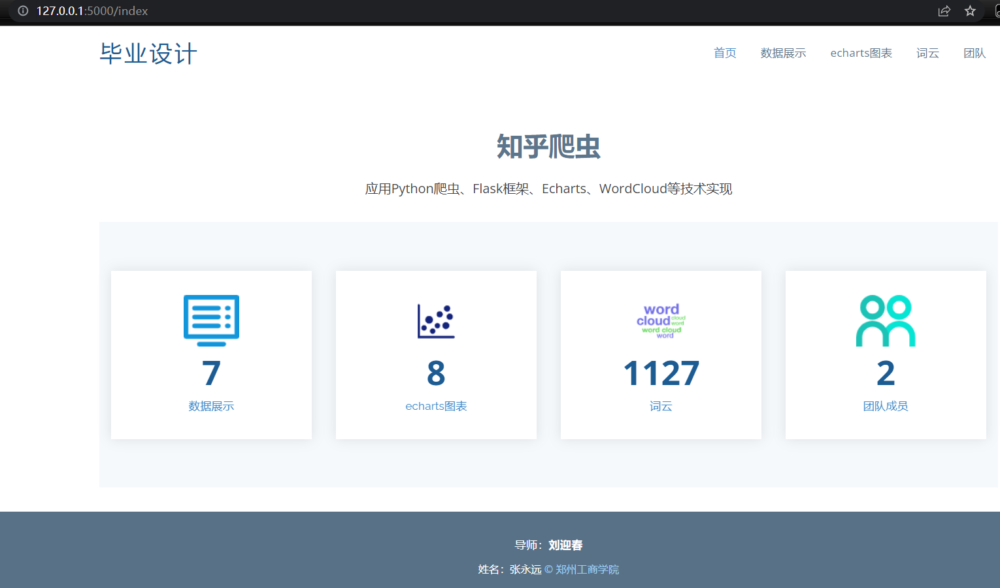 127.0.0.1:5000/index
毕业设计
首页 数据展示 echarts图表 词云 团队
知乎爬虫
应用Python爬虫、Flask框架、Echarts、WordCloud等技术实现
word
cloud cloud
word
word cloud
word
7
数据展示
8
echarts图表
1127
词云
2
团队成员
导师：刘迎春
姓名：张永远 © 郑州工商学院